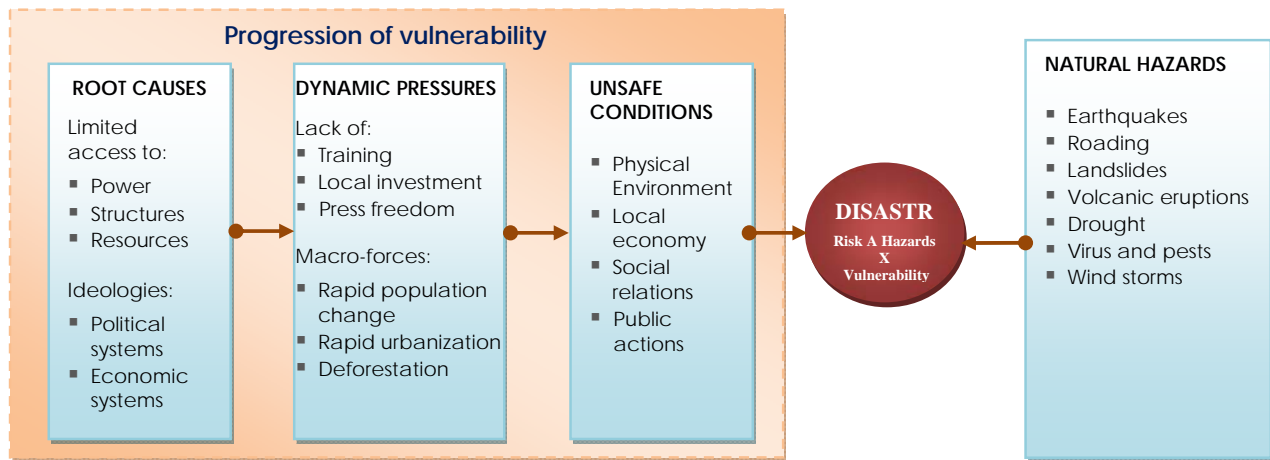 Progression of vulnerability
ROOT CAUSES
Limited
access to:
▪ Power
▪ Structures
▪ Resources
Ideologies:
▪ Political
systems
▪ Economic
systems
DYNAMIC PRESSURES
Lack of:
▪ Training
▪ Local investment
▪ Press freedom
Macro-forces:
▪ Rapid population
change
▪ Rapid urbanization
▪ Deforestation
UNSAFE
CONDITIONS
▪ Physical
Environment
▪ Local
economy
▪ Social
relations
▪ Public
actions
DISASTR
Risk A Hazards
X
Vulnerability
NATURAL HAZARDS
▪ Earthquakes
▪ Roading
▪ Landslides
▪ Volcanic eruptions
▪ Drought
▪ Virus and pests
▪ Wind storms